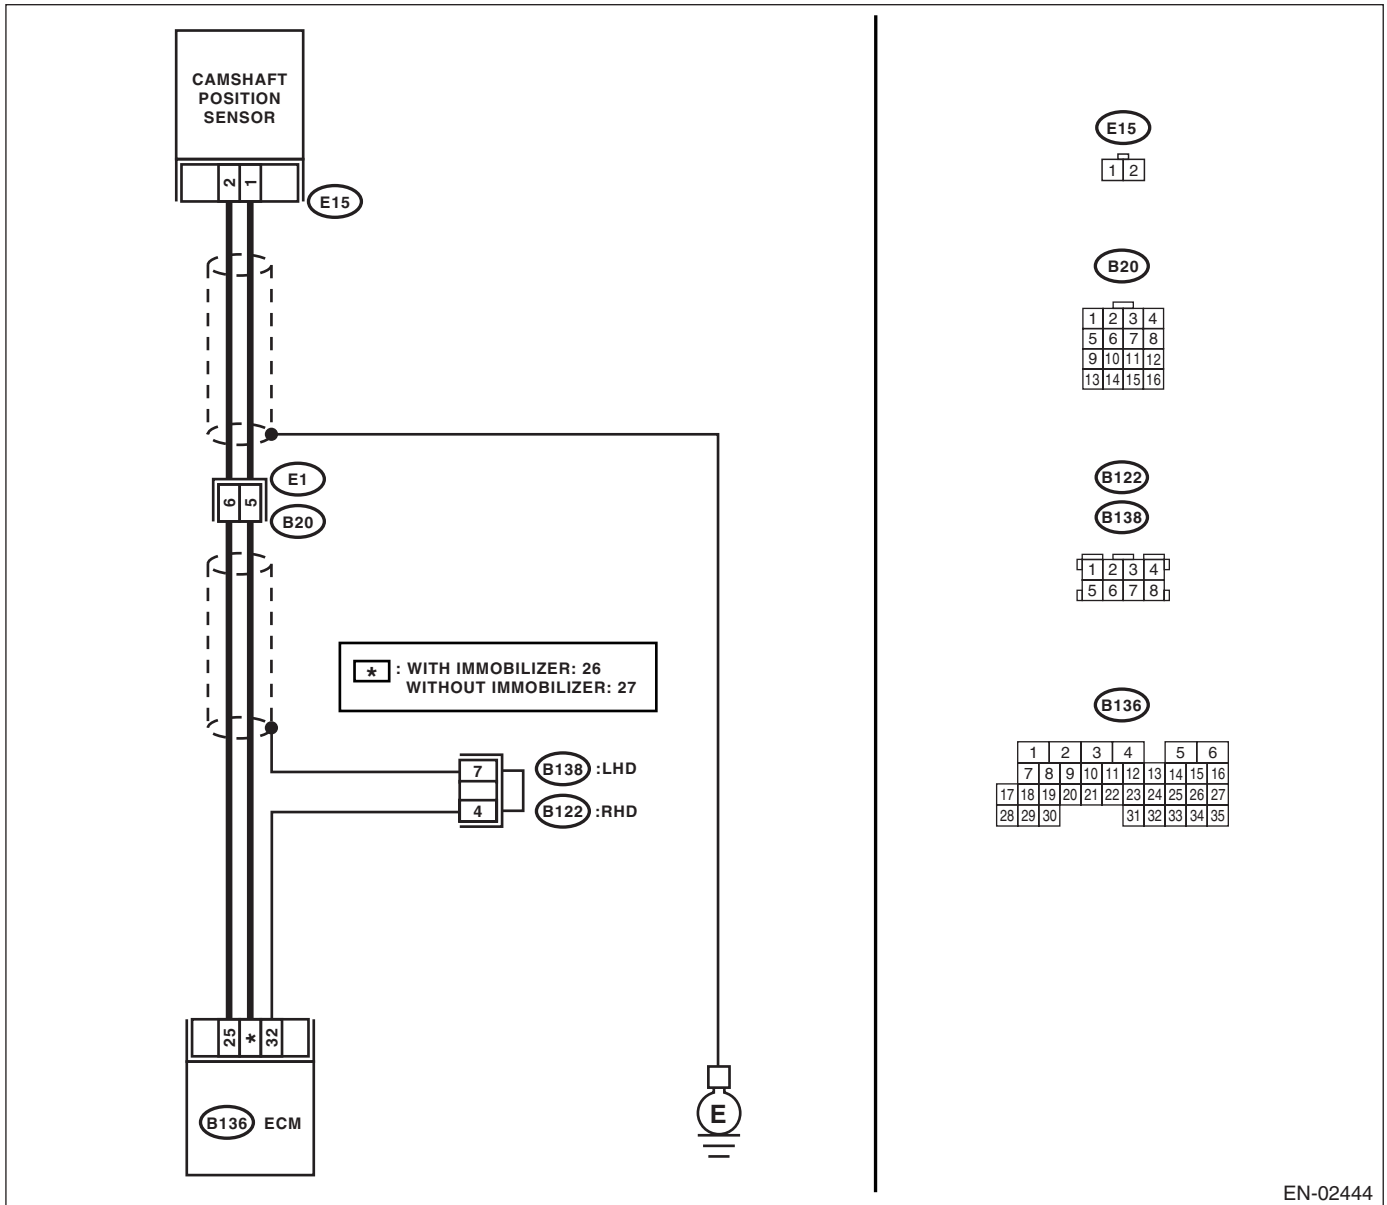 CAMSHAFT
POSITION
SENSOR
2 1
E15
E1
6 5
B20
* : WITH IMMOBILIZER: 26
WITHOUT IMMOBILIZER: 27
7
B138 :LHD
4
B122 :RHD
25 * 32
B136 ECM
E
E15
1 2
B20
1 2 3 4
5 6 7 8
9 10 11 12
13 14 15 16
B122
B138
1 2 3 4
5 6 7 8
B136
1 2 3 4 5 6
7 8 9 10 11 12 13 14 15 16
17 18 19 20 21 22 23 24 25 26 27
28 29 30 31 32 33 34 35
EN-02444